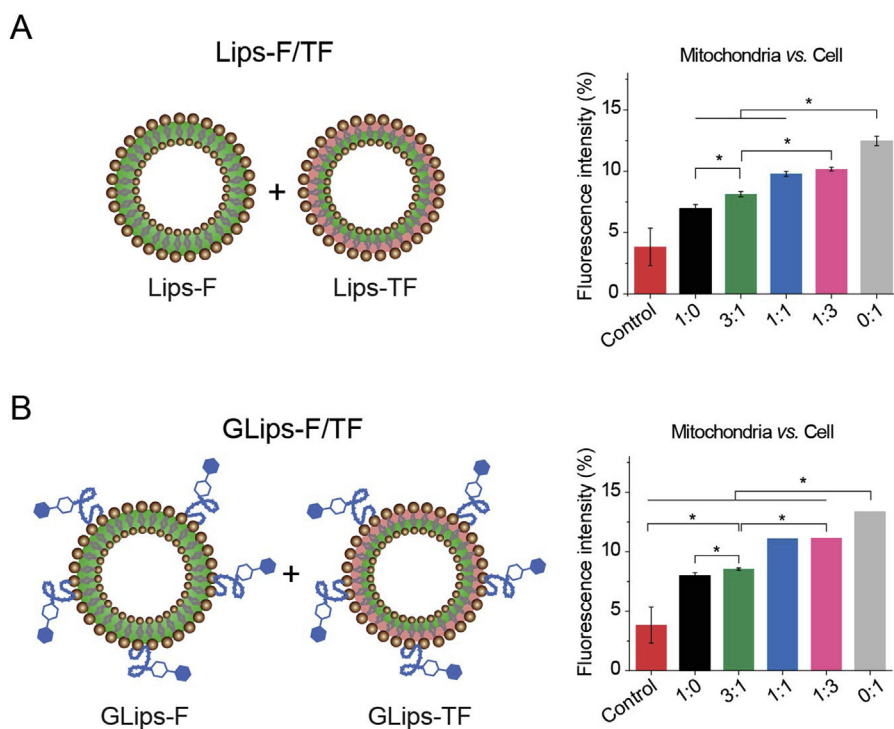 A
Lips-F/TF
+
Lips-F
Lips-TF
Mitochondria vs. Cell
Fluorescence intensity (%)
15
10
5
0
*
*
*
Control
1:0
3:1
1:1
1:3
0:1
B
GLips-F/TF
+
GLips-F
GLips-TF
Mitochondria vs. Cell
Fluorescence intensity (%)
15
10
5
0
*
*
*
*
Control
1:0
3:1
1:1
1:3
0:1